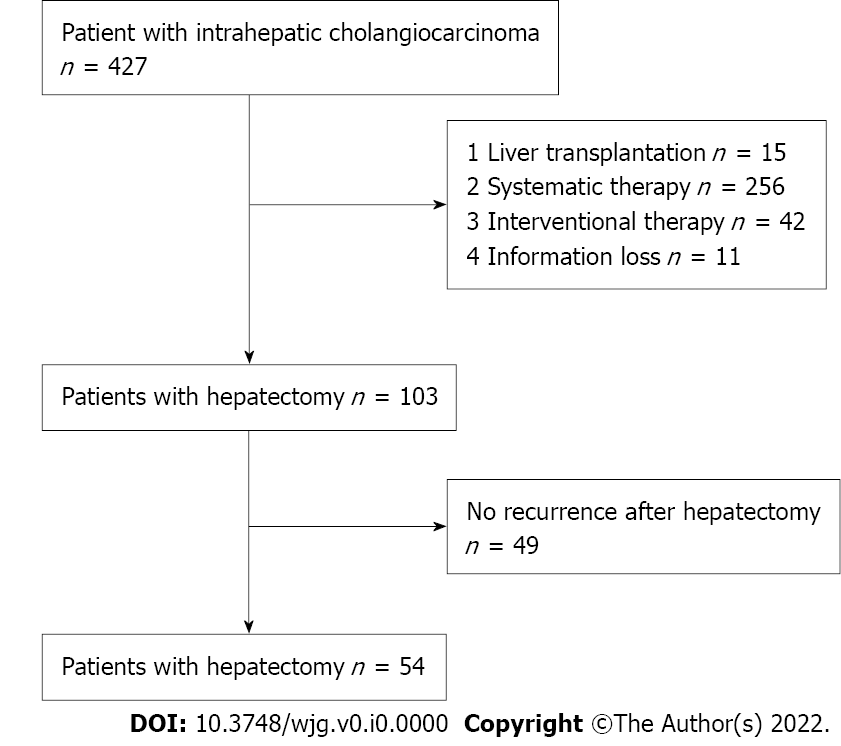 Patient with intrahepatic cholangiocarcinoma
n = 427
1 Liver transplantation n = 15
2 Systematic therapy n = 256
3 Interventional therapy n = 42
4 Information loss n = 11
Patients with hepatectomy n = 103
No recurrence after hepatectomy
n = 49
Patients with hepatectomy n = 54
DOI: 10.3748/wjg.v0.i0.0000 Copyright ©The Author(s) 2022.